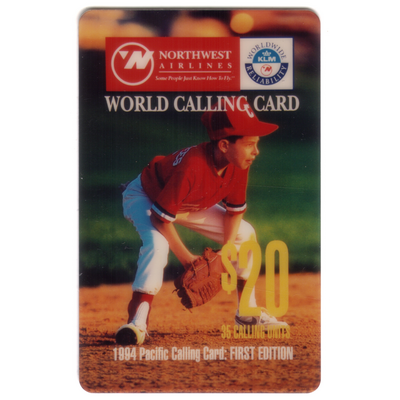 NORTHWEST
AIRLINES
Some People Just Know How To Fly.
WORLDWIDE
KLM
RELIABILITY
WORLD CALLING CARD
C
$20
35 CALLING UNITS
1994 Pacific Calling Card: FIRST EDITION